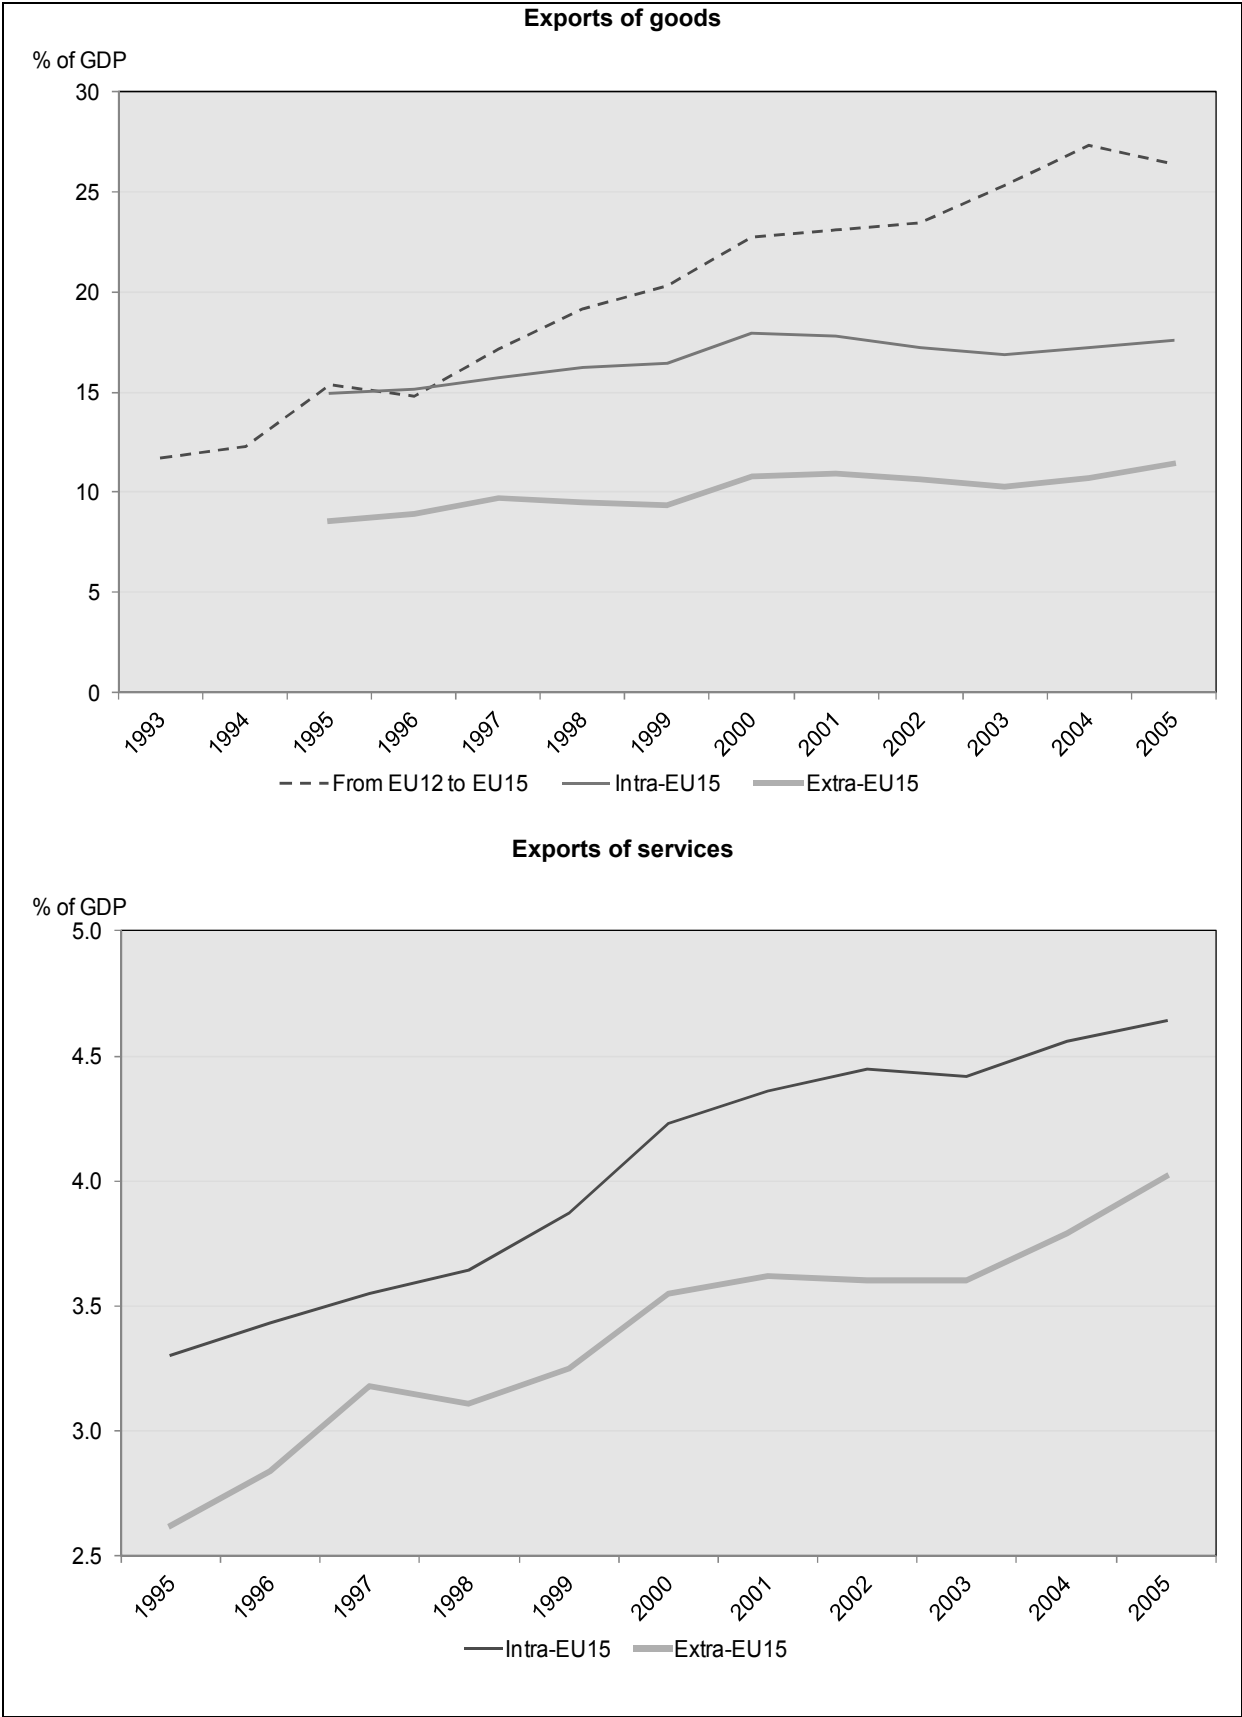 Exports of goods
% of GDP
30
25
20
15
10
5
0
1993 1994 1995 1996 1997 1998 1999 2000 2001 2002 2003 2004 2005
From EU12 to EU15 Intra-EU15 Extra-EU15
Exports of services
% of GDP
5.0
4.5
4.0
3.5
3.0
2.5
1995 1996 1997 1998 1999 2000 2001 2002 2003 2004 2005
Intra-EU15 Extra-EU15